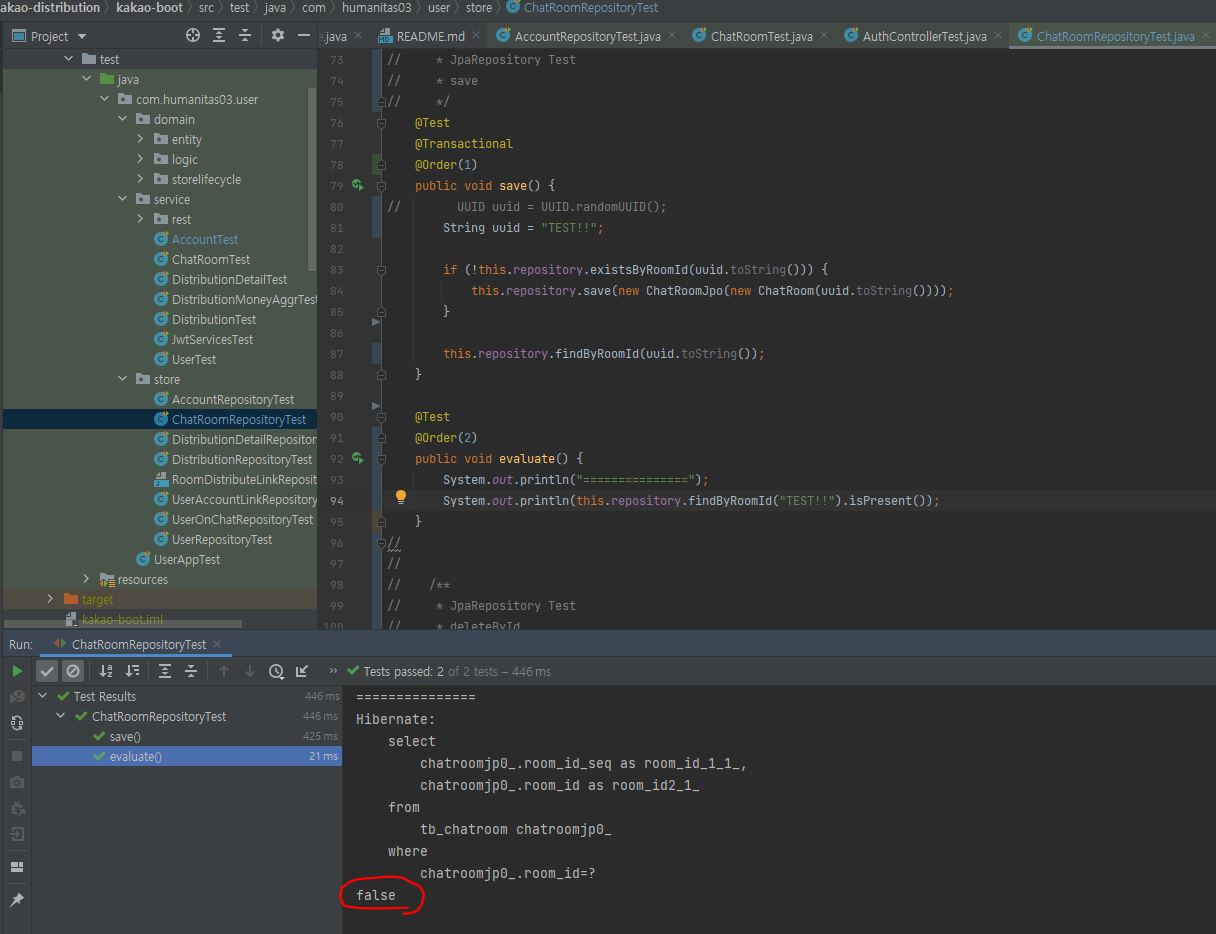 akao-distribution › kakao-boot › src › test › java › com › humanitas03 › user › store › ChatRoomRepositoryTest
Project
.java
README.md
AccountRepositoryTest.java
ChatRoomTest.java
AuthControllerTest.java
ChatRoomRepositoryTest.java
test
java
com.humanitas03.user
domain
entity
logic
storelifecycle
service
rest
AccountTest
ChatRoomTest
DistributionDetailTest
DistributionMoneyAggrTest
DistributionTest
JwtServicesTest
UserTest
store
AccountRepositoryTest
ChatRoomRepositoryTest
DistributionDetailRepositor
DistributionRepositoryTest
RoomDistributeLinkReposit
UserAccountLinkRepository
UserOnChatRepositoryTest
UserRepositoryTest
UserAppTest
resources
target
kakao-boot.iml
73 //     * JpaRepository Test
74 //     * save
75 //     */
76     @Test
77     @Transactional
78     @Order(1)
79     public void save() {
80 //        UUID uuid = UUID.randomUUID();
81         String uuid = "TEST!!";
82
83         if (!this.repository.existsByRoomId(uuid.toString())) {
84             this.repository.save(new ChatRoomJpo(new ChatRoom(uuid.toString())));
85         }
86
87         this.repository.findByRoomId(uuid.toString());
88     }
89
90     @Test
91     @Order(2)
92     public void evaluate() {
93         System.out.println("===============");
94         System.out.println(this.repository.findByRoomId("TEST!!").isPresent());
95     }
96 //
97 //
98 //    /**
99 //     * JpaRepository Test
100 //     * deleteById
Run: ChatRoomRepositoryTest
» Tests passed: 2 of 2 tests – 446 ms
Test Results 446 ms
ChatRoomRepositoryTest 446 ms
save() 425 ms
evaluate() 21 ms
===============
Hibernate:
    select
        chatroomjp0_.room_id_seq as room_id_1_1_,
        chatroomjp0_.room_id as room_id2_1_
    from
        tb_chatroom chatroomjp0_
    where
        chatroomjp0_.room_id=?
false